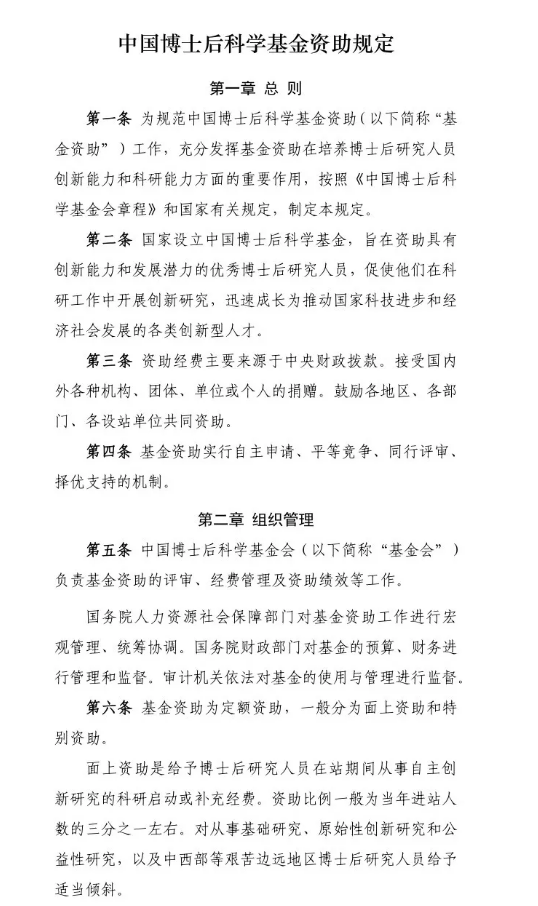 中国博士后科学基金资助规定
第一章 总 则
第一条 为规范中国博士后科学基金资助（以下简称“基
金资助”）工作，充分发挥基金资助在培养博士后研究人员
创新能力和科研能力方面的重要作用，按照《中国博士后科
学基金会章程》和国家有关规定，制定本规定。
第二条 国家设立中国博士后科学基金，旨在资助具有
创新能力和发展潜力的优秀博士后研究人员，促使他们在科
研工作中开展创新研究，迅速成长为推动国家科技进步和经
济社会发展的各类创新型人才。
第三条 资助经费主要来源于中央财政拨款。接受国内
外各种机构、团体、单位或个人的捐赠。鼓励各地区、各部
门、各设站单位共同资助。
第四条 基金资助实行自主申请、平等竞争、同行评审、
择优支持的机制。
第二章 组织管理
第五条 中国博士后科学基金会（以下简称“基金会”）
负责基金资助的评审、经费管理及资助绩效等工作。
国务院人力资源社会保障部门对基金资助工作进行宏
观管理、统筹协调。国务院财政部门对基金的预算、财务进
行管理和监督。审计机关依法对基金的使用与管理进行监督。
第六条 基金资助为定额资助，一般分为面上资助和特
别资助。
面上资助是给予博士后研究人员在站期间从事自主创
新研究的科研启动或补充经费。资助比例一般为当年进站人
数的三分之一左右。对从事基础研究、原始性创新研究和公
益性研究，以及中西部等艰苦边远地区博士后研究人员给予
适当倾斜。